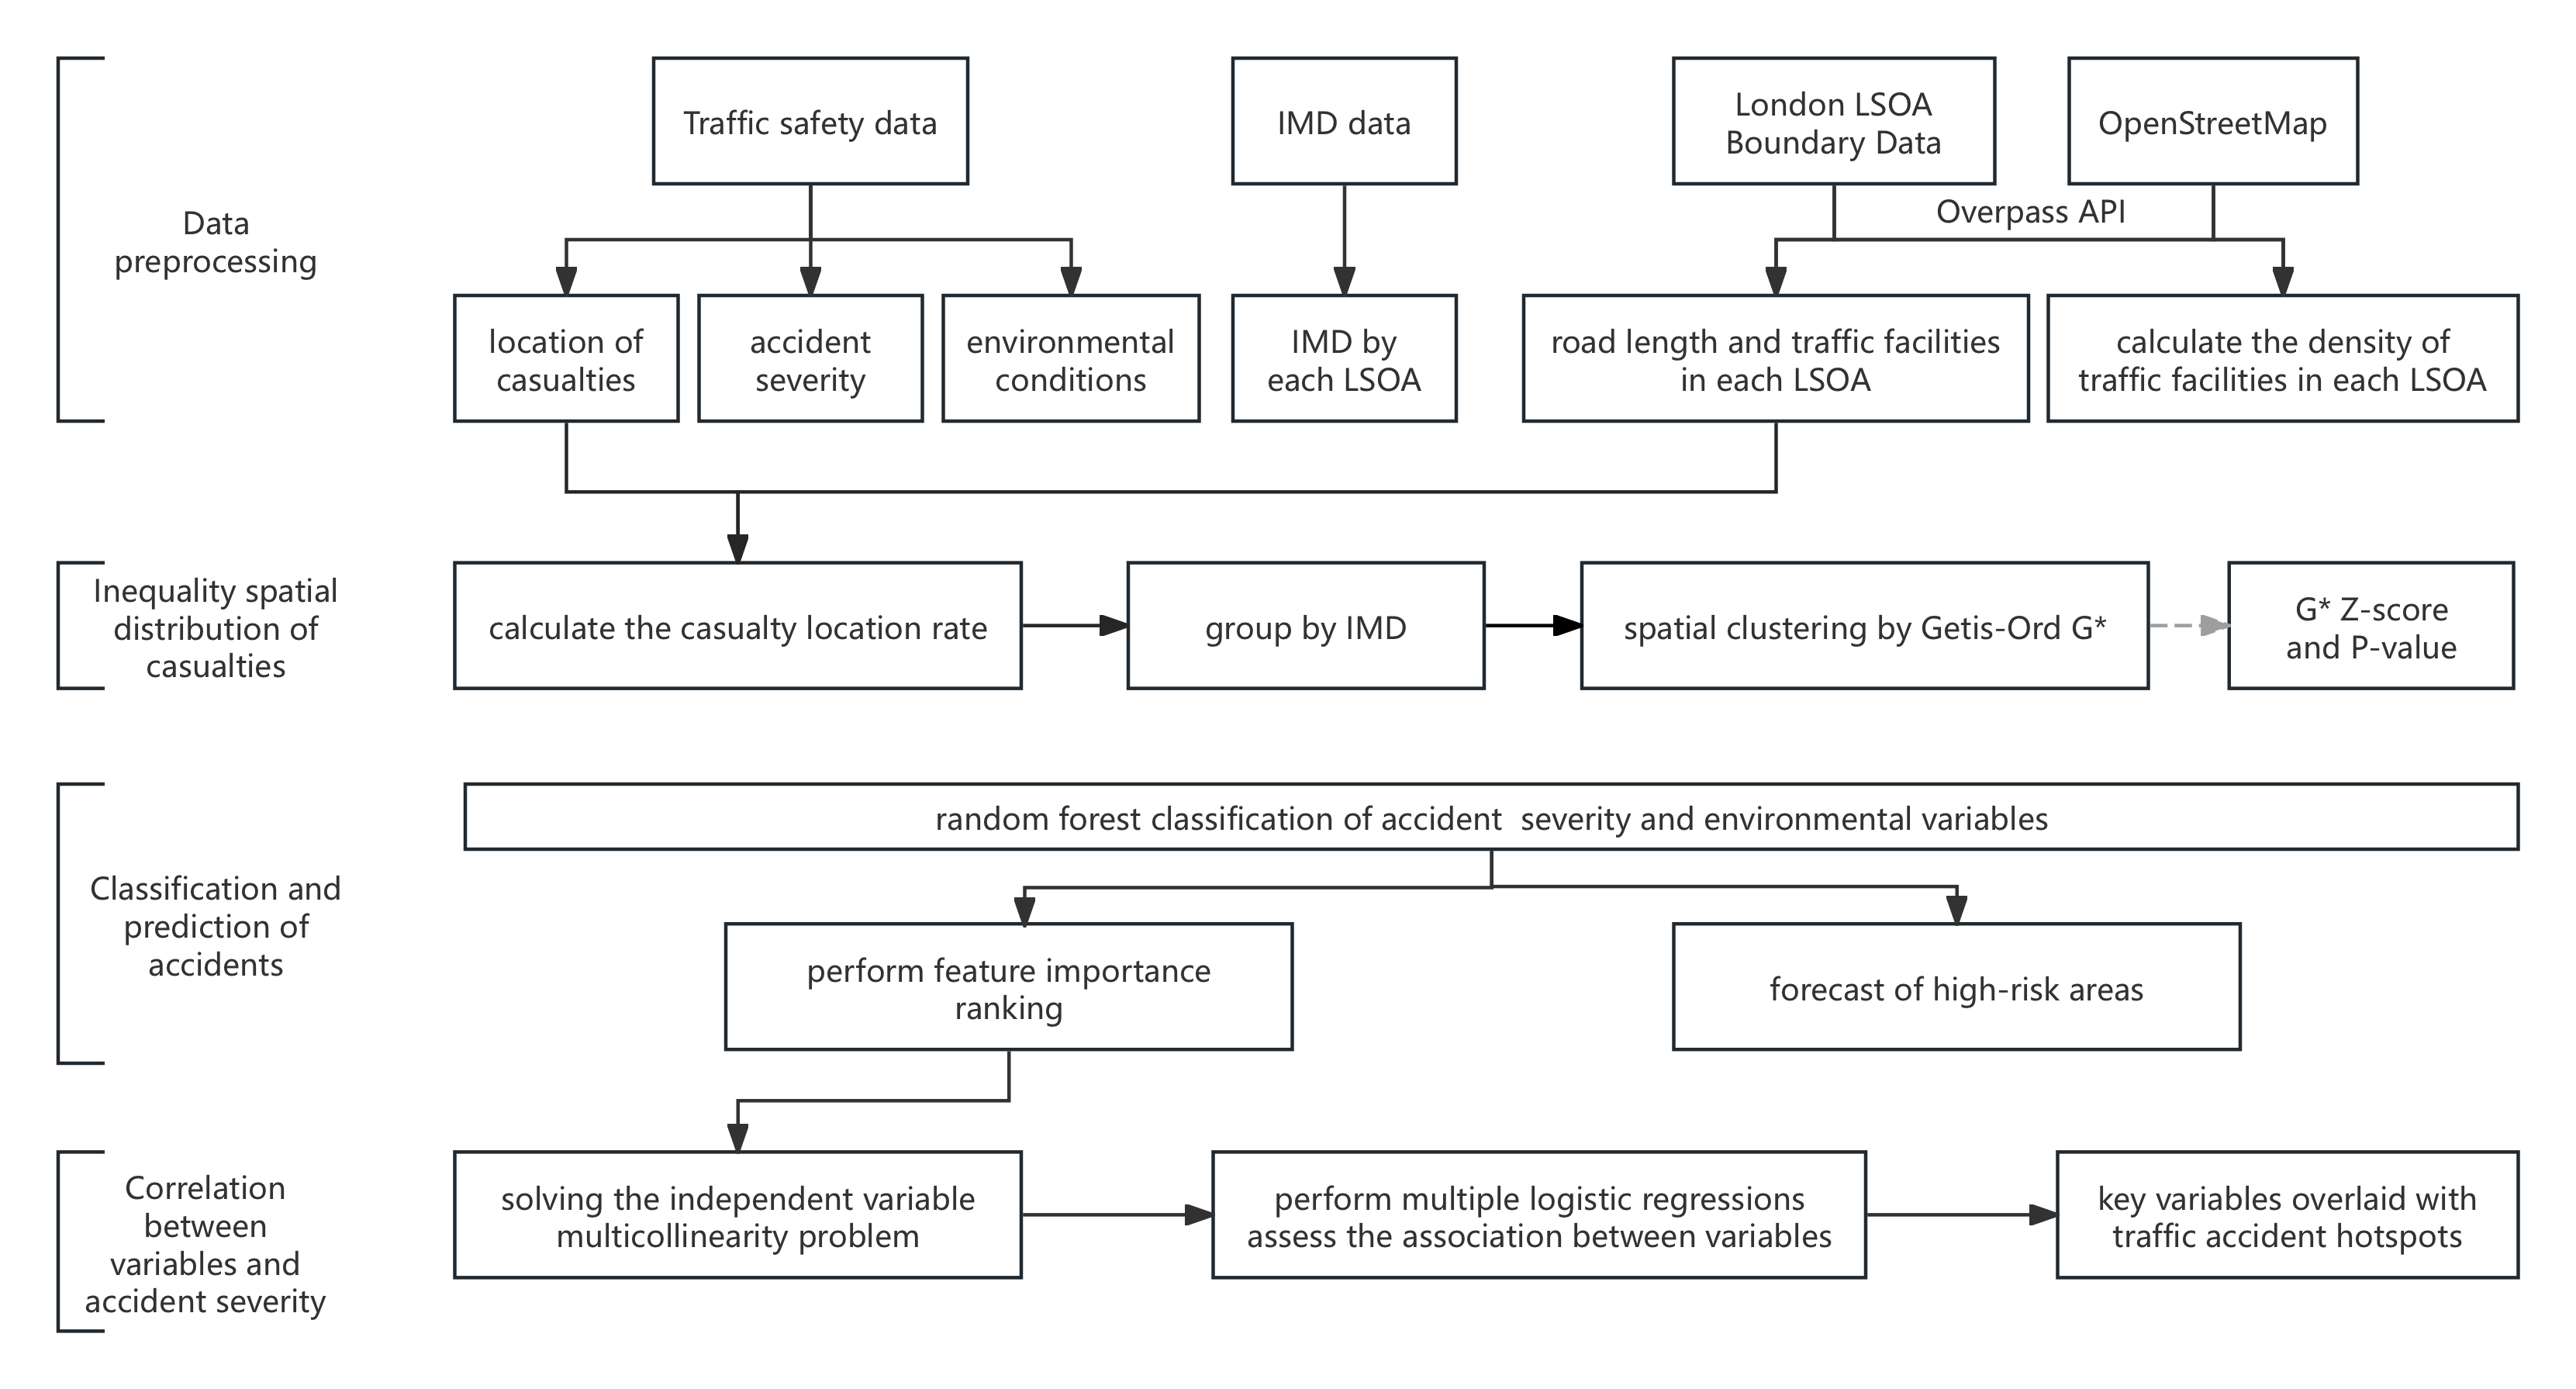 Traffic safety data
IMD data
London LSOA
Boundary Data
OpenStreetMap
Overpass API
Data
preprocessing
location of
casualties
accident
severity
environmental
conditions
IMD by
each LSOA
road length and traffic facilities
in each LSOA
calculate the density of
traffic facilities in each LSOA
Inequality spatial
distribution of
casualties
calculate the casualty location rate
group by IMD
spatial clustering by Getis-Ord G*
G* Z-score
and P-value
Classification and
prediction of
accidents
random forest classification of accident  severity and environmental variables
perform feature importance
ranking
forecast of high-risk areas
Correlation
between
variables and
accident severity
solving the independent variable
multicollinearity problem
perform multiple logistic regressions
assess the association between variables
key variables overlaid with
traffic accident hotspots